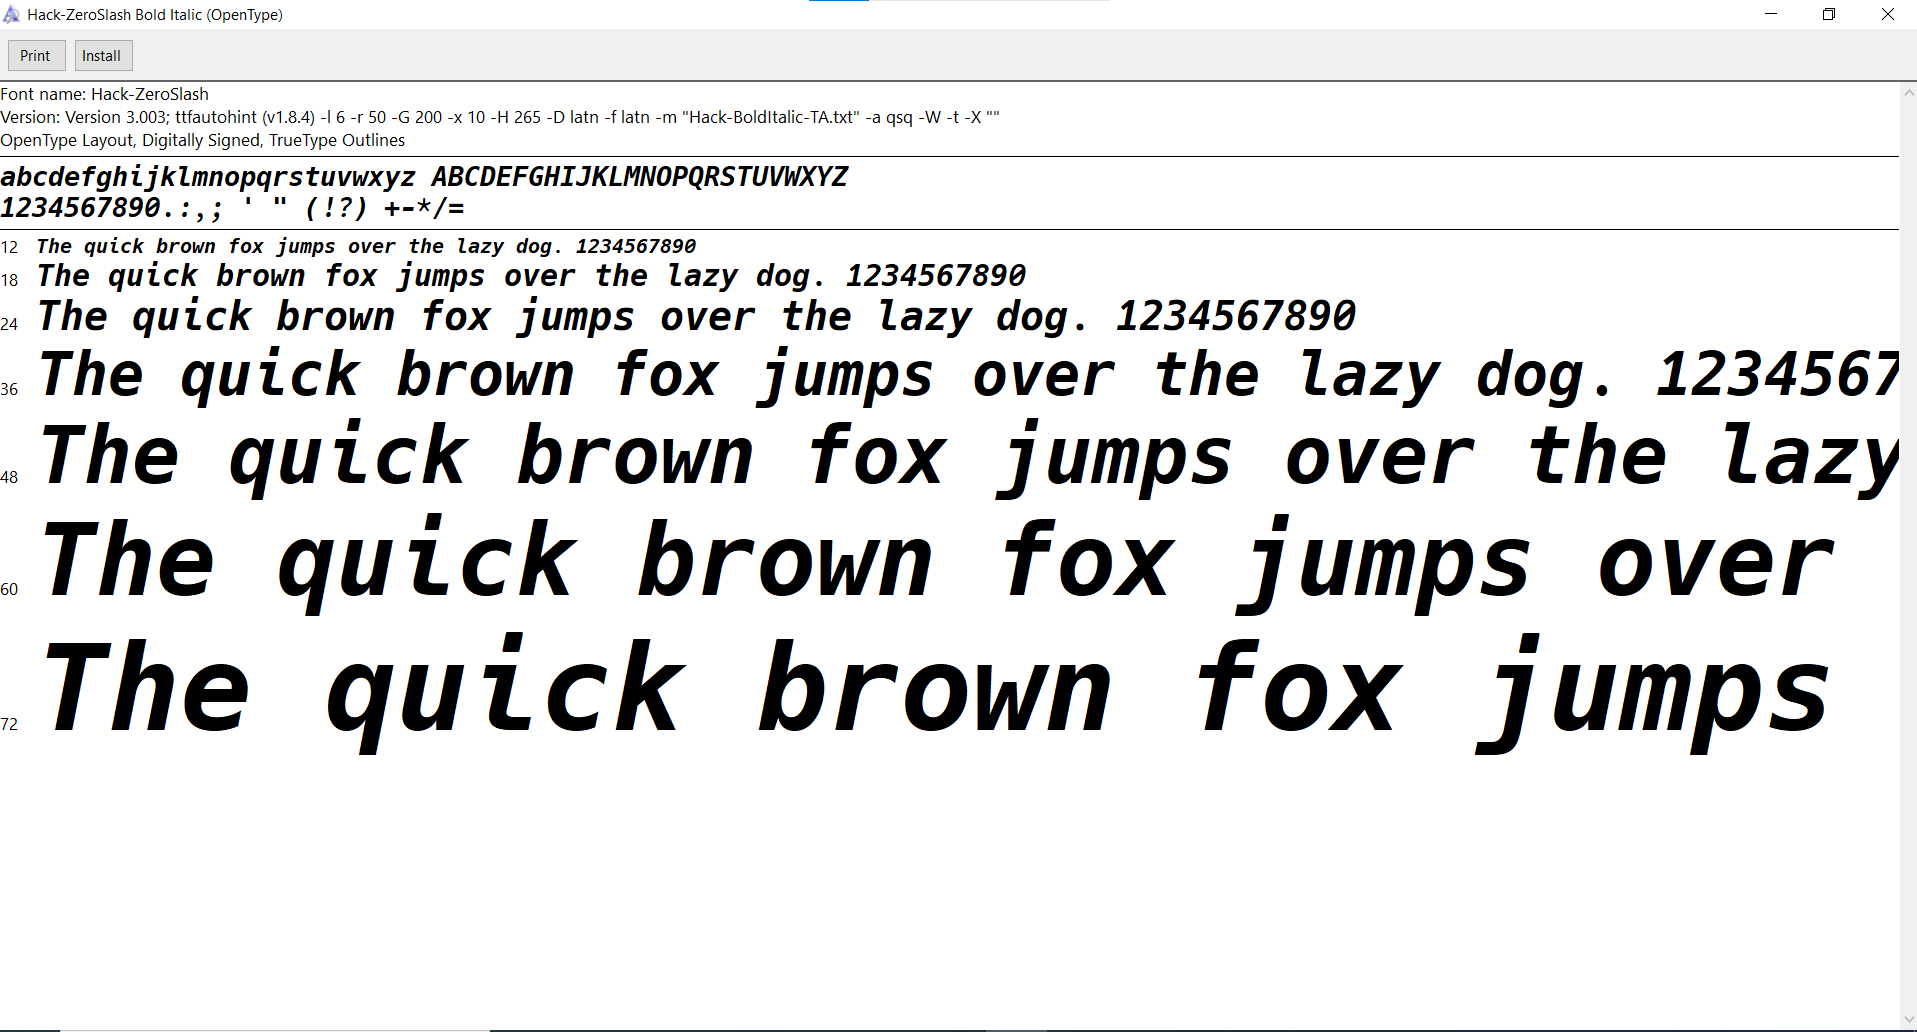 Hack-ZeroSlash Bold Italic (OpenType)
Print Install
Font name: Hack-ZeroSlash
Version: Version 3.003; ttfautohint (v1.8.4) -l 6 -r 50 -G 200 -x 10 -H 265 -D latn -f latn -m "Hack-BoldItalic-TA.txt" -a qsq -W -t -X ""
OpenType Layout, Digitally Signed, TrueType Outlines
abcdefghijklmnopqrstuvwxyz ABCDEFGHIJKLMNOPQRSTUVWXYZ
1234567890.:,; ' " (!?) +-*/=
12 The quick brown fox jumps over the lazy dog. 1234567890
18 The quick brown fox jumps over the lazy dog. 1234567890
24 The quick brown fox jumps over the lazy dog. 1234567890
36 The quick brown fox jumps over the lazy dog. 1234567
48 The quick brown fox jumps over the lazy
60 The quick brown fox jumps over
72 The quick brown fox jumps